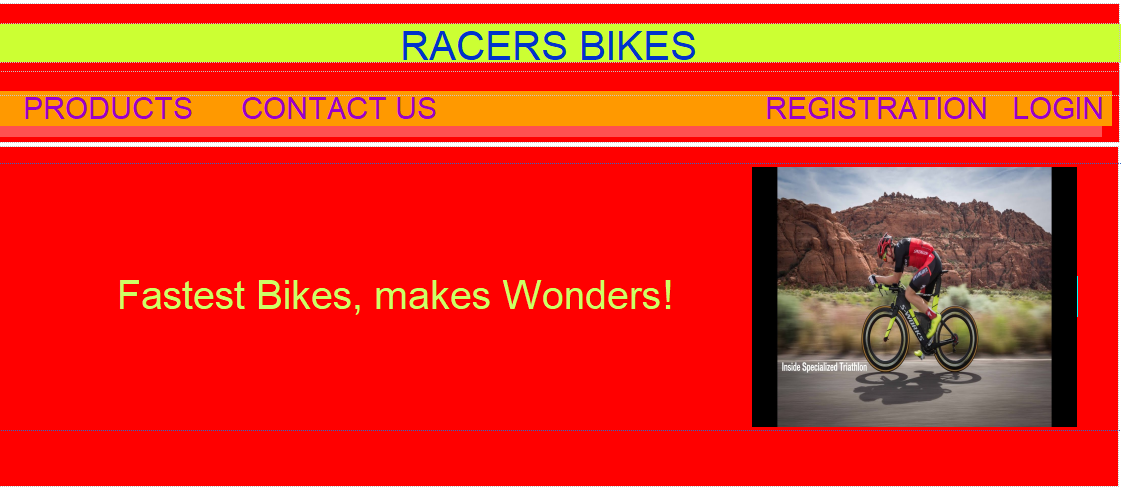 RACERS BIKES
PRODUCTS CONTACT US REGISTRATION LOGIN
Fastest Bikes, makes Wonders!
Inside Specialized Triathlon